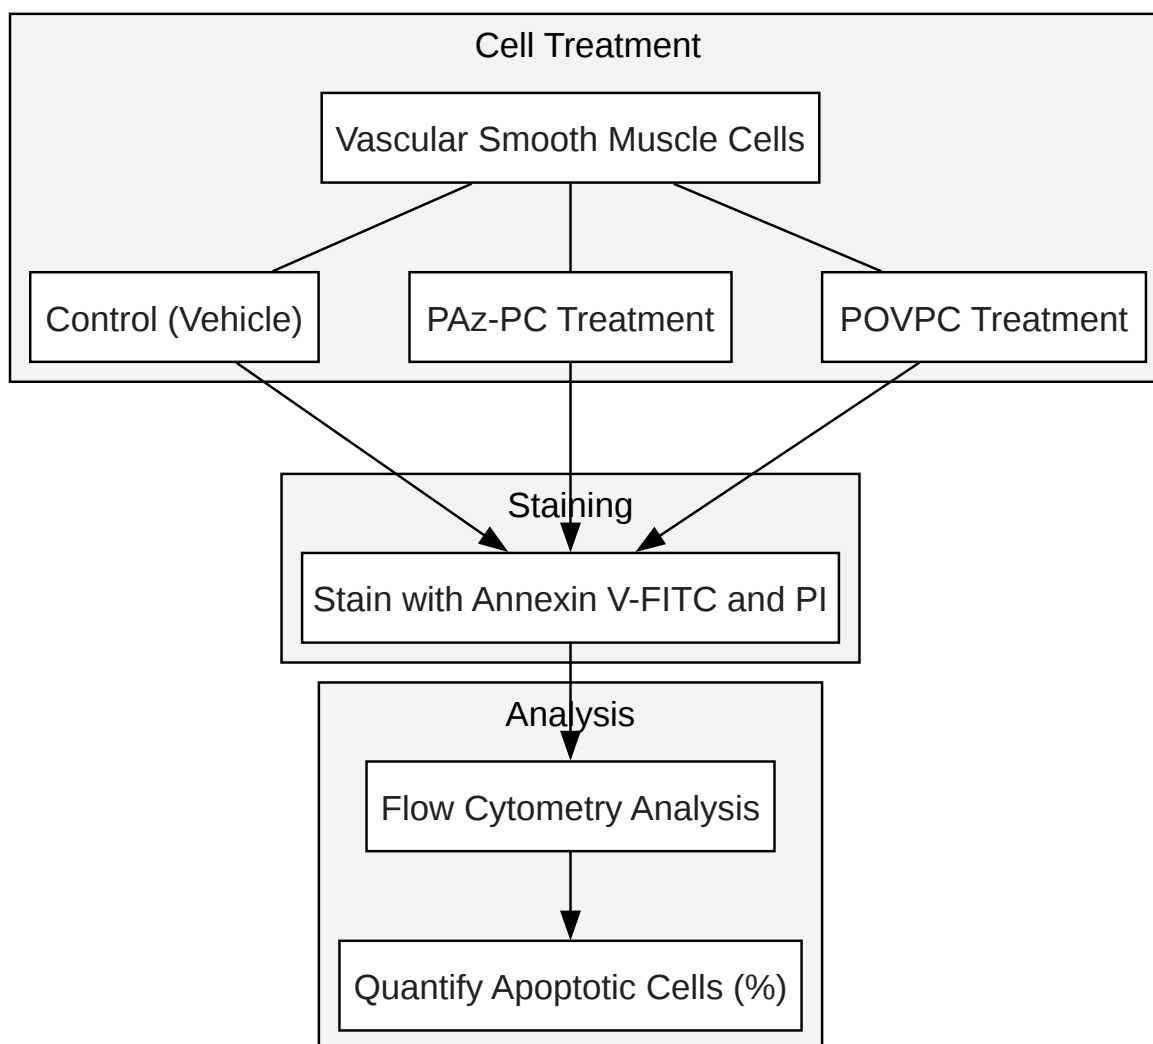 Cell Treatment
Vascular Smooth Muscle Cells
Control (Vehicle)
PAz-PC Treatment
POVPC Treatment
Staining
Stain with Annexin V-FITC and PI
Analysis
Flow Cytometry Analysis
Quantify Apoptotic Cells (%)